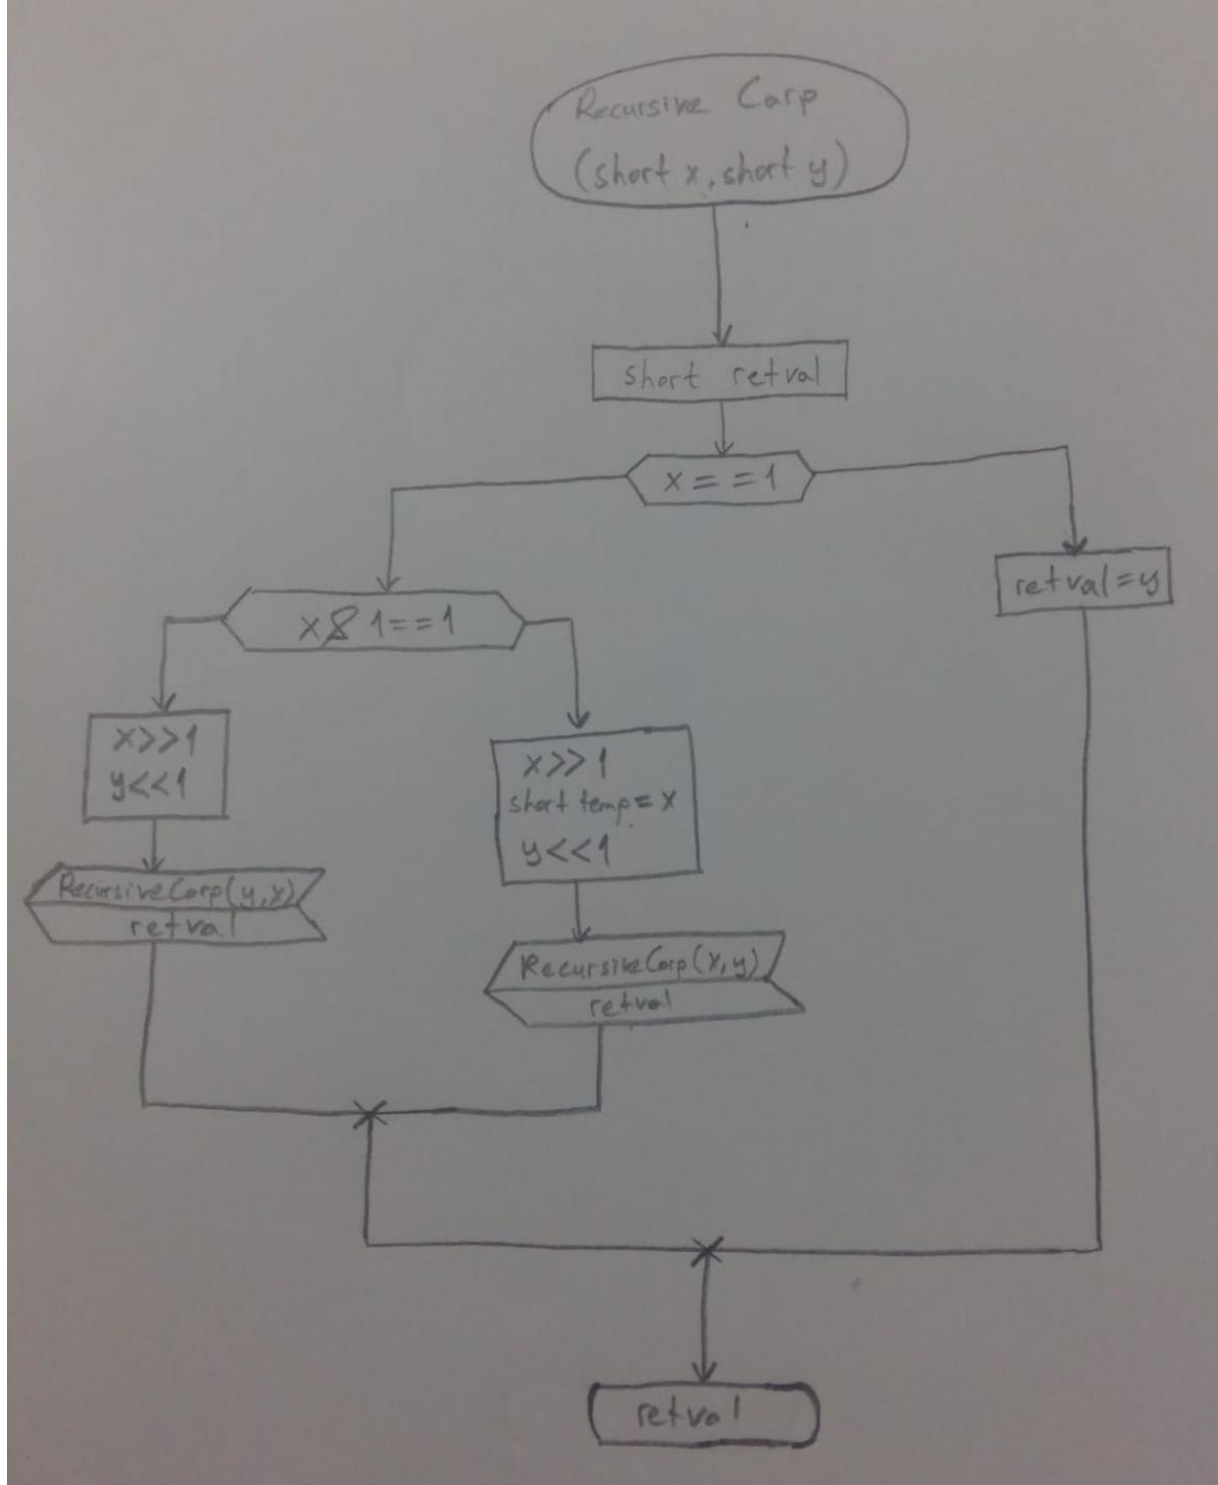 Recursive Carp
(short x, short y)
short retval
x==1
retval=y
x&1==1
x>>1
y<<1
x>>1
short temp=x
y<<1
RecursiveCarp(y,x)
retval
RecursiveCarp(x,y)
retval
retval